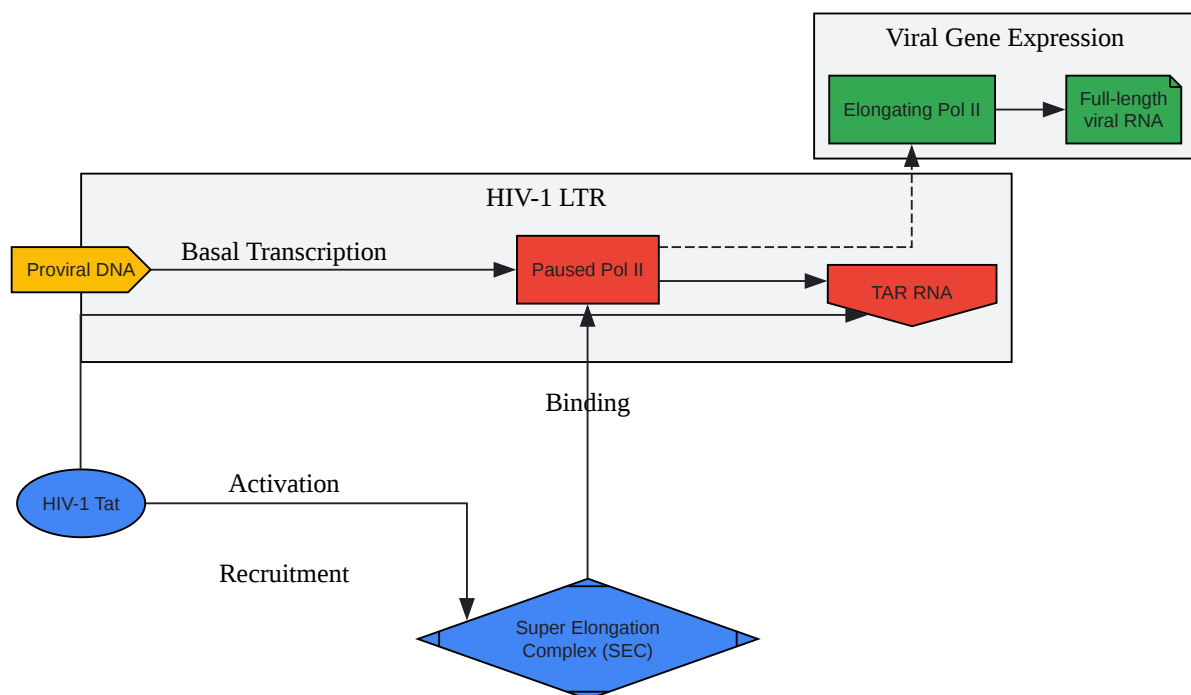 Viral Gene Expression
Elongating Pol II
Full-length
viral RNA
HIV-1 LTR
Proviral DNA
Basal Transcription
Paused Pol II
TAR RNA
Binding
HIV-1 Tat
Activation
Recruitment
Super Elongation
Complex (SEC)